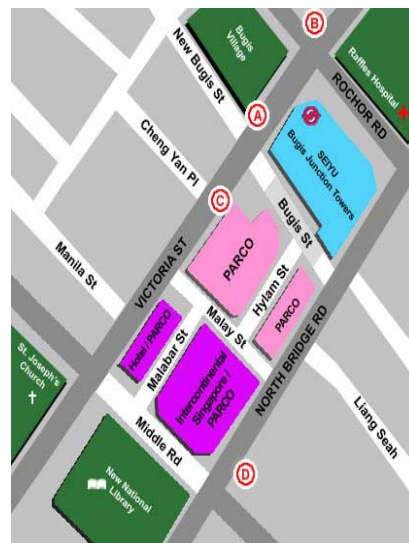 B
Bugis
Village
Raffles Hospital
New Bugis St
ROCHOR RD
A
SEIYU
Bugis Junction Towers
Cheng Yan Pl
C
Bugis St
VICTORIA ST
PARCO
Hylam St
Manila St
Malay St
PARCO
Hotel / PARCO
Malabar St
NORTH BRIDGE RD
Intercontinental
Singapore /
PARCO
St. Joseph's
Church
Liang Seah
Middle Rd
D
New National
Library